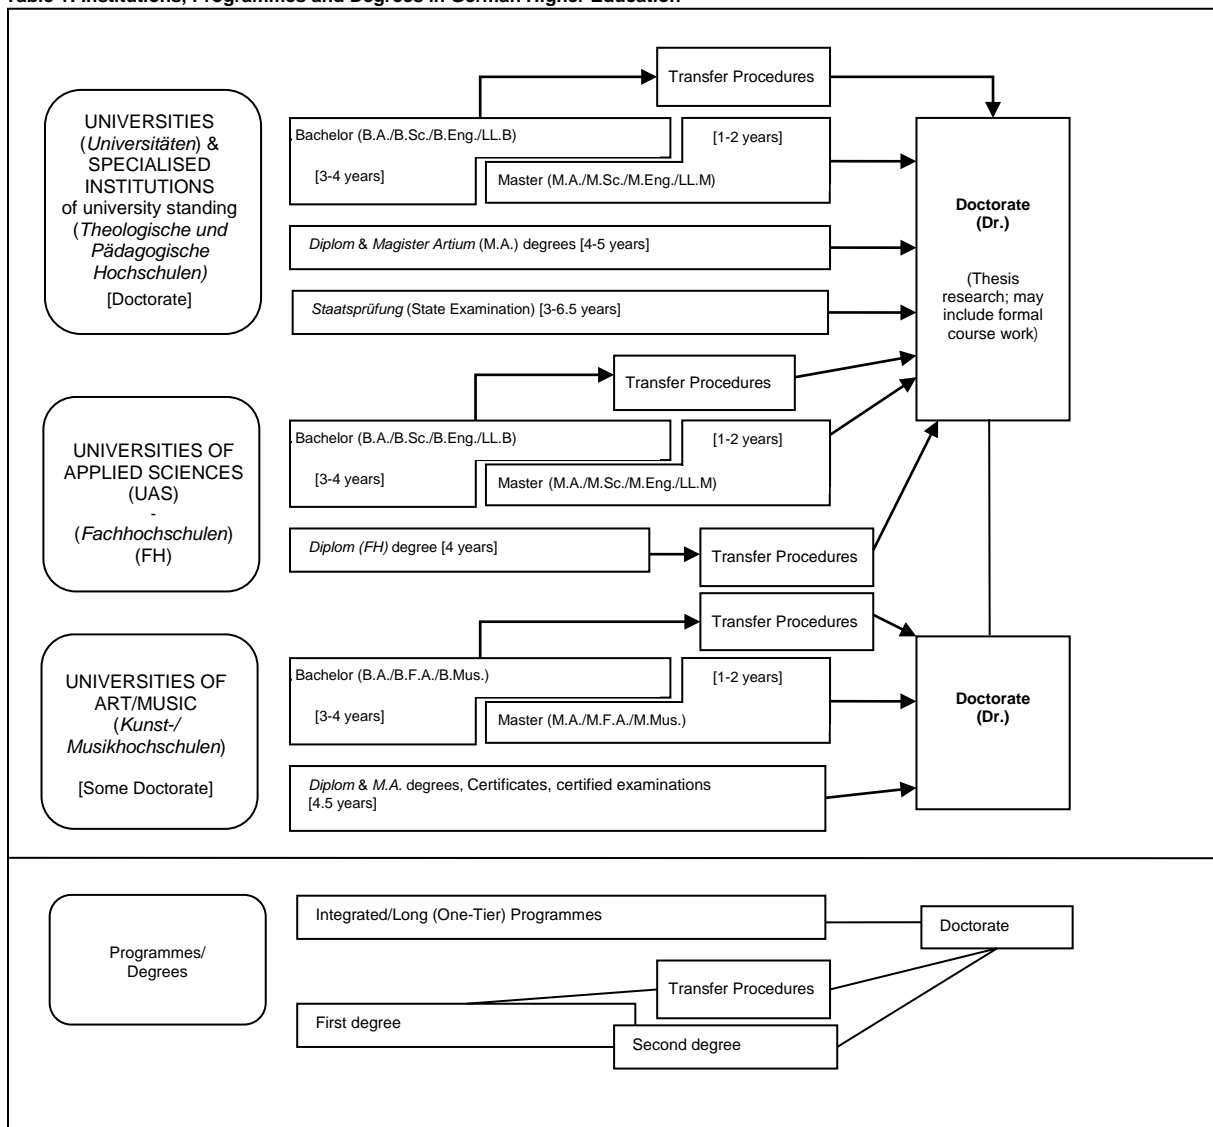 Table 1: Institutions, Programmes and Degrees in German Higher Education
Transfer Procedures
UNIVERSITIES
(Universitäten) &
SPECIALISED
INSTITUTIONS
of university standing
(Theologische und
Pädagogische
Hochschulen)
[Doctorate]
Bachelor (B.A./B.Sc./B.Eng./LL.B)
[3-4 years]
[1-2 years]
Master (M.A./M.Sc./M.Eng./LL.M)
Diplom & Magister Artium (M.A.) degrees [4-5 years]
Staatsprüfung (State Examination) [3-6.5 years]
Doctorate
(Dr.)
(Thesis
research; may
include formal
course work)
Transfer Procedures
UNIVERSITIES OF
APPLIED SCIENCES
(UAS)
-
(Fachhochschulen)
(FH)
Bachelor (B.A./B.Sc./B.Eng./LL.B)
[3-4 years]
[1-2 years]
Master (M.A./M.Sc./M.Eng./LL.M)
Diplom (FH) degree [4 years]
Transfer Procedures
Transfer Procedures
UNIVERSITIES OF
ART/MUSIC
(Kunst-/
Musikhochschulen)
[Some Doctorate]
Bachelor (B.A./B.F.A./B.Mus.)
[3-4 years]
[1-2 years]
Master (M.A./M.F.A./M.Mus.)
Diplom & M.A. degrees, Certificates, certified examinations
[4.5 years]
Doctorate
(Dr.)
Programmes/
Degrees
Integrated/Long (One-Tier) Programmes
Doctorate
Transfer Procedures
First degree
Second degree